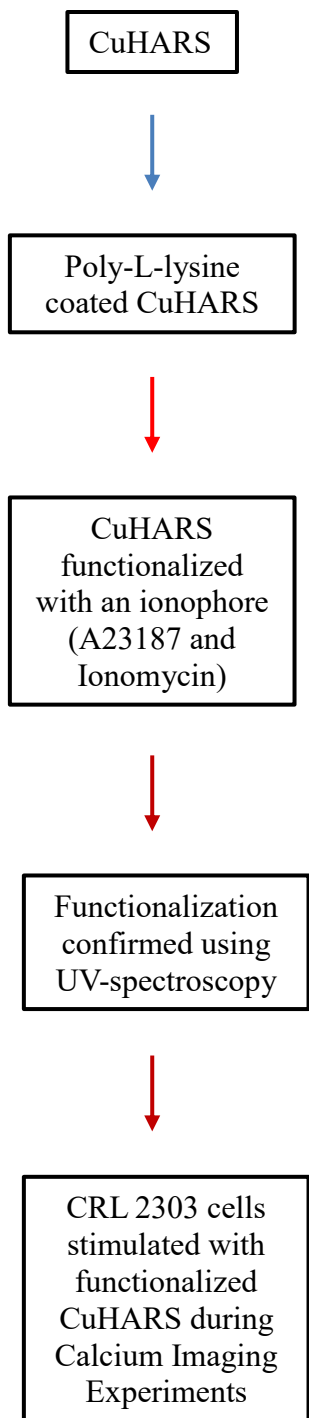 CuHARS
Poly-L-lysine
coated CuHARS
CuHARS
functionalized
with an ionophore
(A23187 and
Ionomycin)
Functionalization
confirmed using
UV-spectroscopy
CRL 2303 cells
stimulated with
functionalized
CuHARS during
Calcium Imaging
Experiments